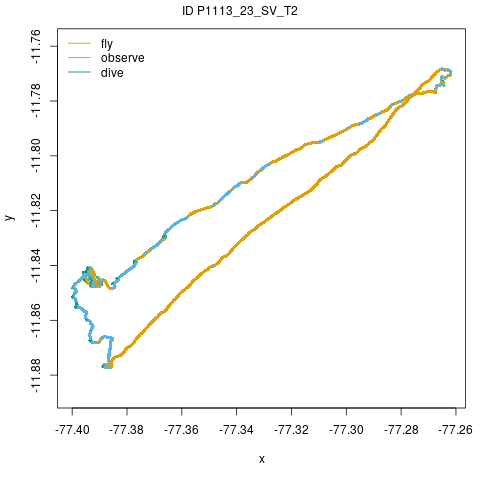 ID P1113_23_SV_T2
fly
observe
dive
y
-11.76
-11.78
-11.80
-11.82
-11.84
-11.86
-11.88
-77.40 -77.38 -77.36 -77.34 -77.32 -77.30 -77.28 -77.26
x